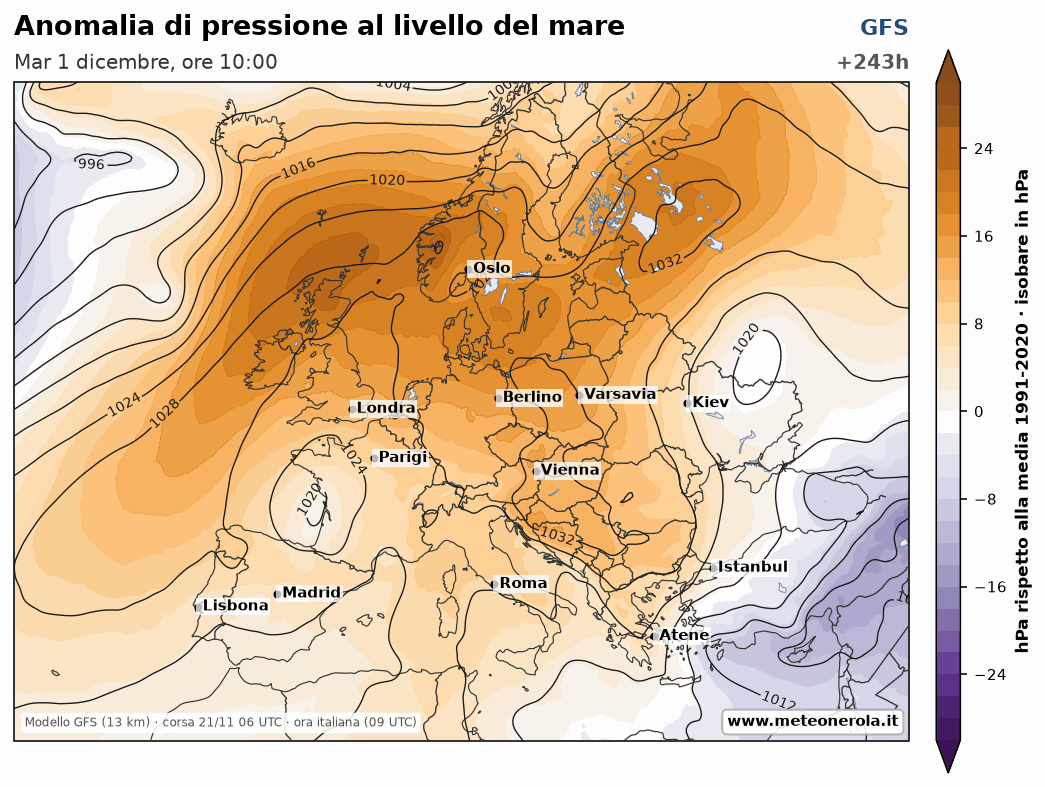 Anomalia di pressione al livello del mare
GFS
Mar 1 dicembre, ore 10:00
+243h
1004
996
1016
1020
Oslo
1032
1020
1024
1028
Londra
Berlino
Varsavia
Kiev
Parigi
1024
Vienna
1020
1032
Istanbul
Roma
Madrid
Lisbona
Atene
1012
Modello GFS (13 km) · corsa 21/11 06 UTC · ora italiana (09 UTC)
www.meteonerola.it
24
16
8
0
−8
−16
−24
hPa rispetto alla media 1991-2020 · isobare in hPa